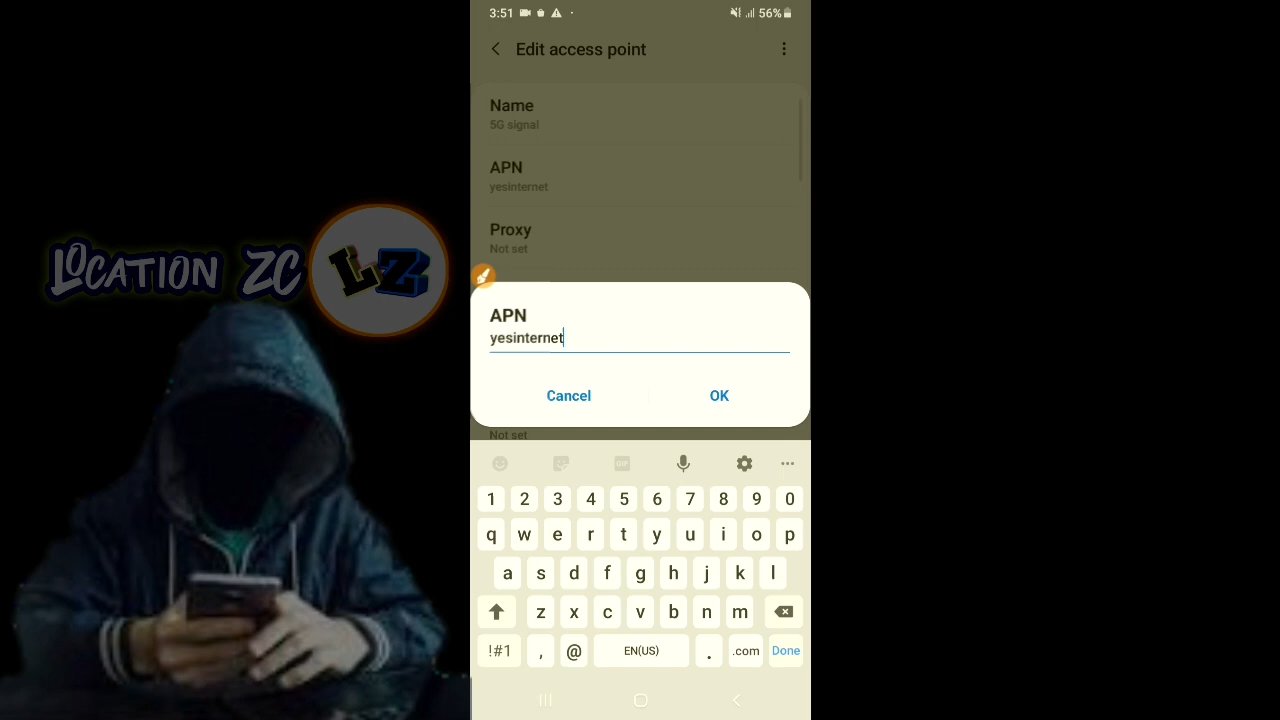 LOCATION ZC LZ
3:51 56%
Edit access point
Name
5G signal
APN
yesinternet
Proxy
Not set
APN
yesinternet
Cancel OK
Not set
GIF
1 2 3 4 5 6 7 8 9 0
q w e r t y u i o p
a s d f g h j k l
z x c v b n m
!#1 , @ EN(US) . .com Done